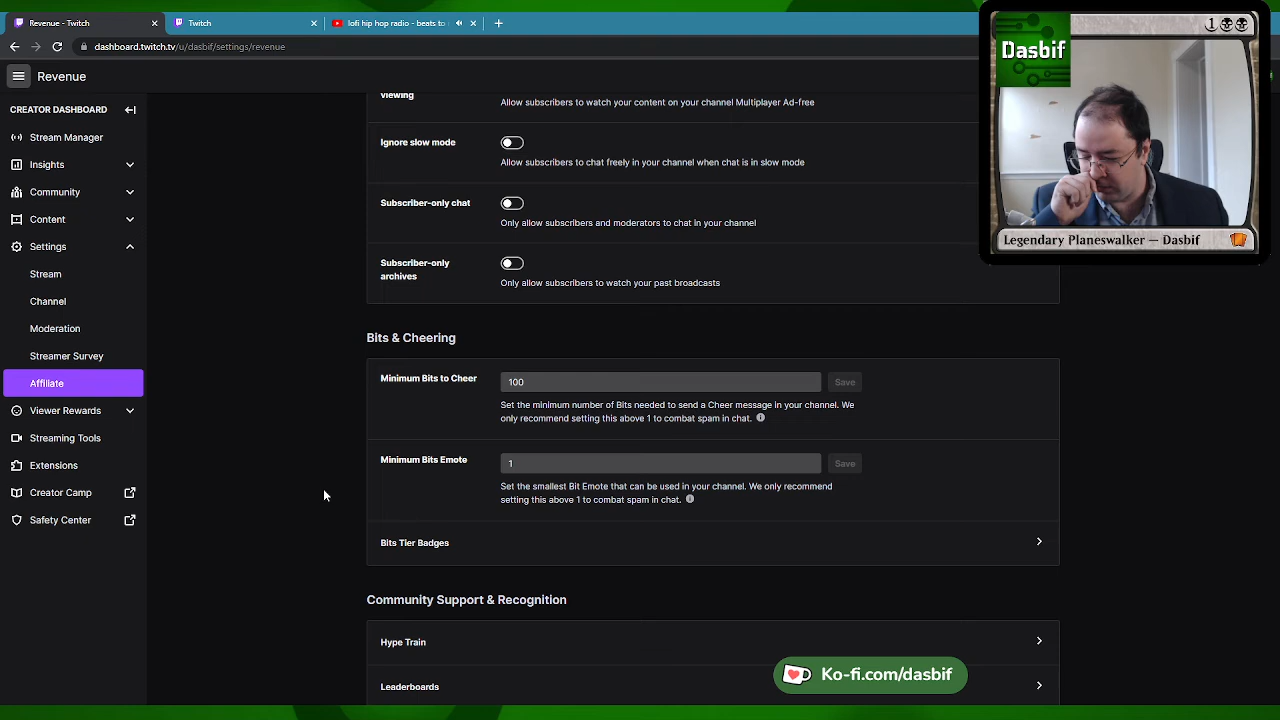 Revenue - Twitch
Twitch
lofi hip hop radio - beats to
dashboard.twitch.tv/u/dasbif/settings/revenue
1
Revenue
Dasbif
CREATOR DASHBOARD
Stream Manager
Insights
Community
Content
Settings
Stream
Channel
Moderation
Streamer Survey
Affiliate
Viewer Rewards
Streaming Tools
Extensions
Creator Camp
Safety Center
viewing
Allow subscribers to watch your content on your channel Multiplayer Ad-free
Ignore slow mode
Allow subscribers to chat freely in your channel when chat is in slow mode
Subscriber-only chat
Only allow subscribers and moderators to chat in your channel
Subscriber-only
archives
Only allow subscribers to watch your past broadcasts
Legendary Planeswalker — Dasbif
Bits & Cheering
Minimum Bits to Cheer
100
Save
Set the minimum number of Bits needed to send a Cheer message in your channel. We
only recommend setting this above 1 to combat spam in chat.
Minimum Bits Emote
1
Save
Set the smallest Bit Emote that can be used in your channel. We only recommend
setting this above 1 to combat spam in chat.
Bits Tier Badges
Community Support & Recognition
Hype Train
Leaderboards
Ko-fi.com/dasbif